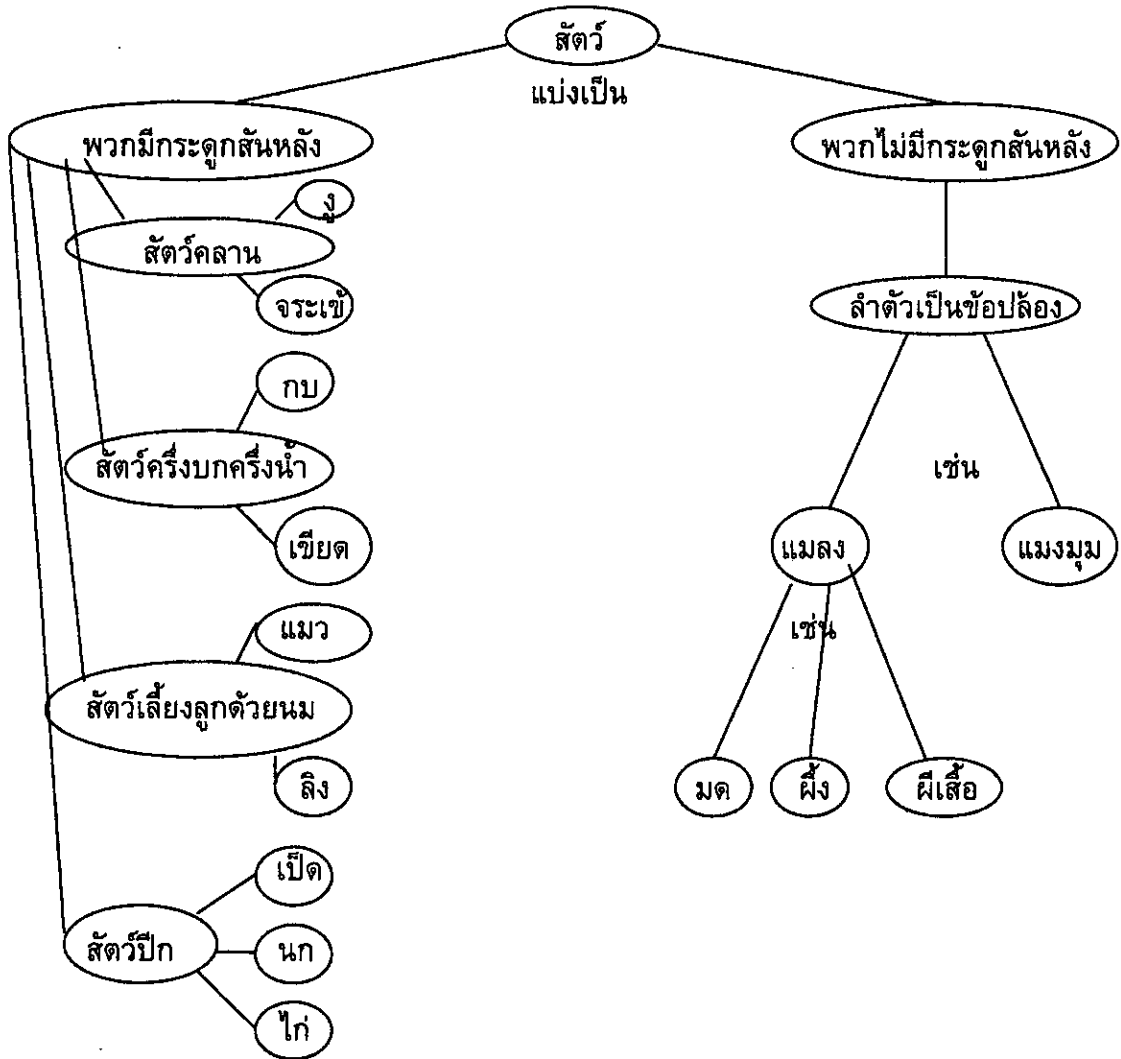 สัตว์
แบ่งเป็น
พวกมีกระดูกสันหลัง
พวกไม่มีกระดูกสันหลัง
งู
สัตว์คลาน
จระเข้
ลำตัวเป็นข้อปล้อง
กบ
สัตว์ครึ่งบกครึ่งน้ำ
เช่น
เขียด
แมลง
แมงมุม
แมว
เช่น
สัตว์เลี้ยงลูกด้วยนม
ลิง
มด
ผึ้ง
ผีเสื้อ
เป็ด
สัตว์ปีก
นก
ไก่